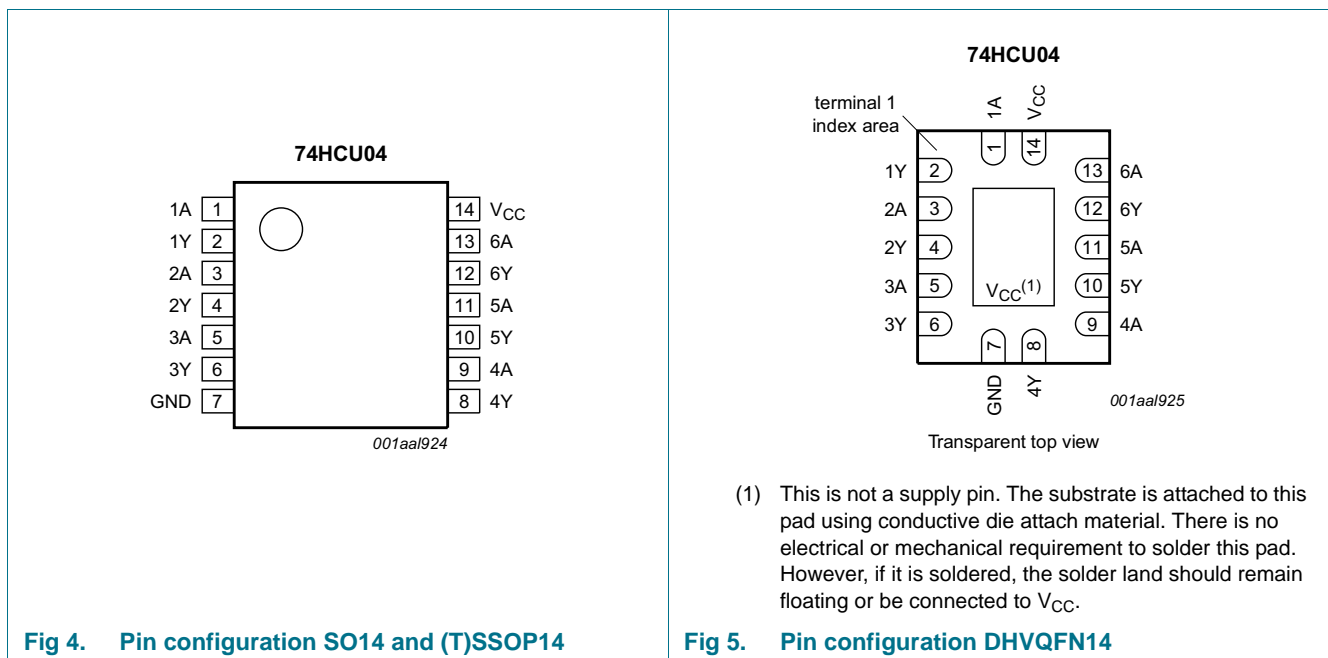 74HCU04
1A 1 14 VCC
1Y 2 13 6A
2A 3 12 6Y
2Y 4 11 5A
3A 5 10 5Y
3Y 6 9 4A
GND 7 8 4Y
001aal924
Fig 4. Pin configuration SO14 and (T)SSOP14
74HCU04
terminal 1
index area
1A VCC
1 14
1Y 2 13 6A
2A 3 12 6Y
2Y 4 11 5A
3A 5 10 5Y
VCC(1)
3Y 6 9 4A
7 8
GND 4Y
001aal925
Transparent top view
(1) This is not a supply pin. The substrate is attached to this
pad using conductive die attach material. There is no
electrical or mechanical requirement to solder this pad.
However, if it is soldered, the solder land should remain
floating or be connected to VCC.
Fig 5. Pin configuration DHVQFN14